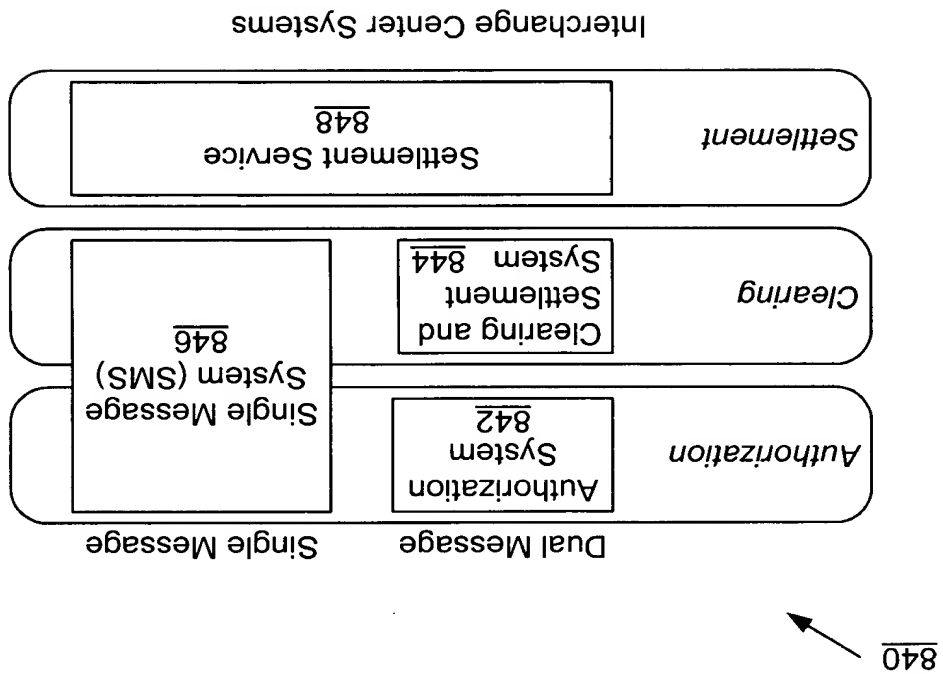 840
Dual Message
Single Message
Authorization
Authorization
System
842
Single Message
System (SMS)
846
Clearing
Clearing and
Settlement
System 844
Settlement
Settlement Service
848
Interchange Center Systems